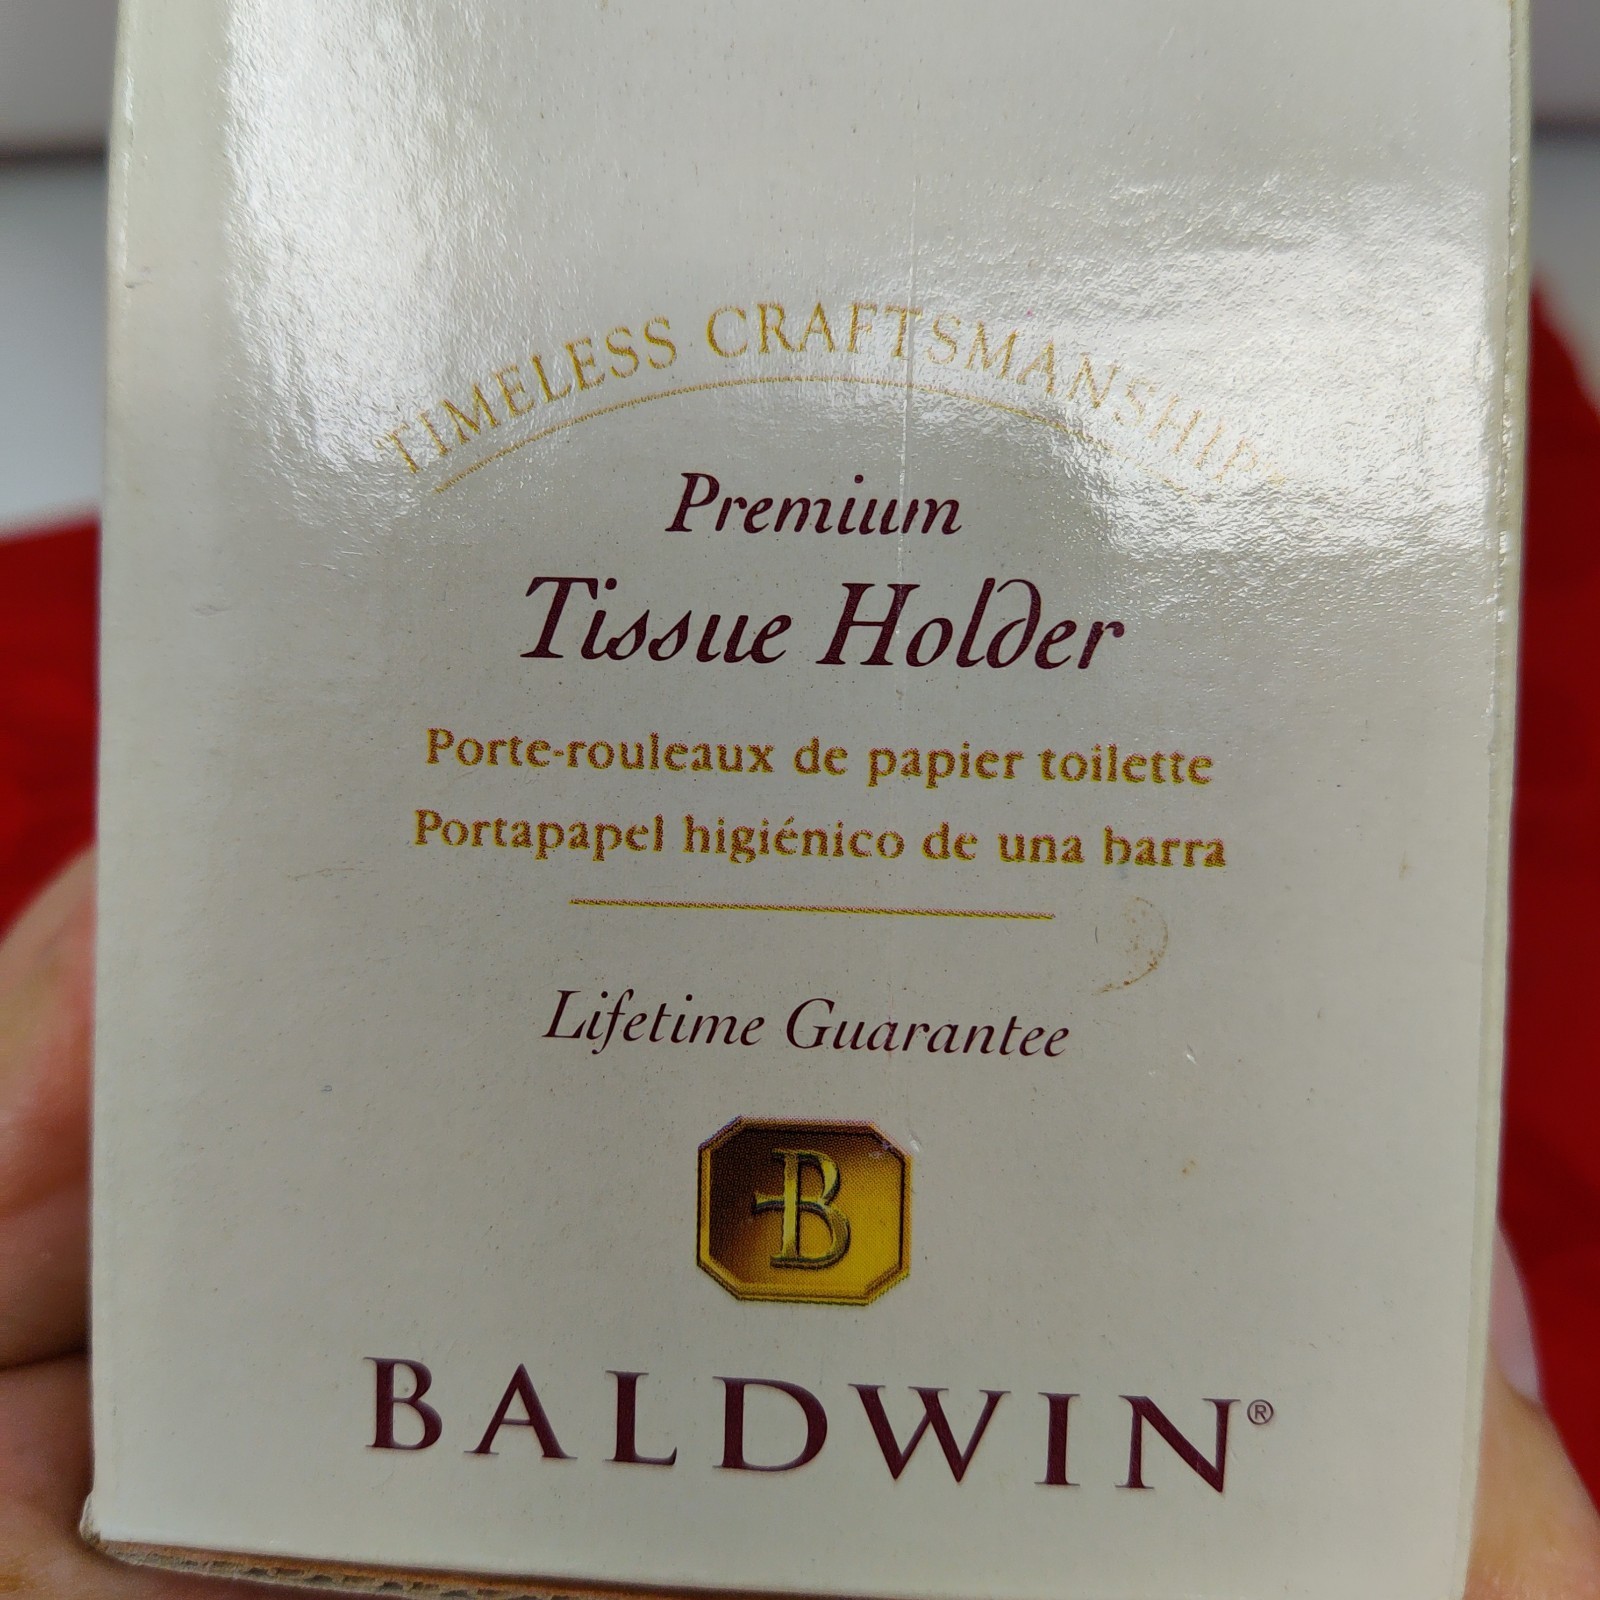 TIMELESS CRAFTSMANSHIP
Premium
Tissue Holder
Porte-rouleaux de papier toilette
Portapapel higiénico de una barra
Lifetime Guarantee
B
BALDWIN®